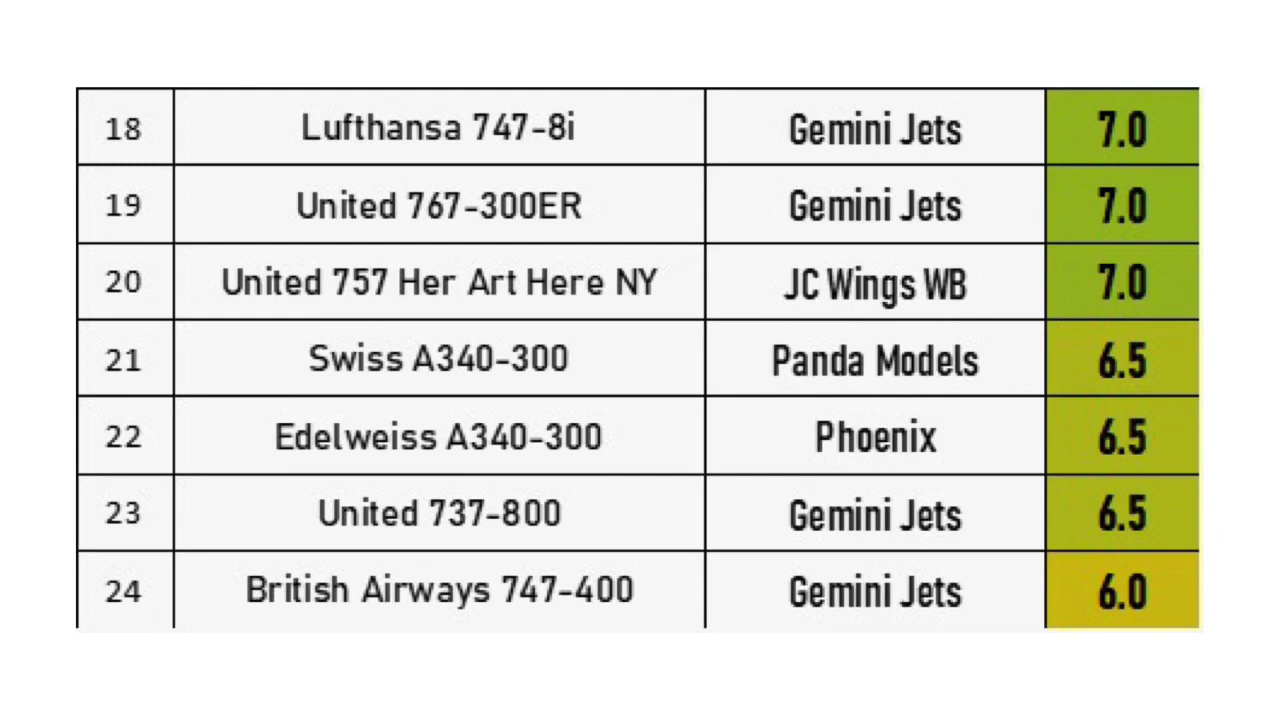 18 Lufthansa 747-8i Gemini Jets 7.0
19 United 767-300ER Gemini Jets 7.0
20 United 757 Her Art Here NY JC Wings WB 7.0
21 Swiss A340-300 Panda Models 6.5
22 Edelweiss A340-300 Phoenix 6.5
23 United 737-800 Gemini Jets 6.5
24 British Airways 747-400 Gemini Jets 6.0